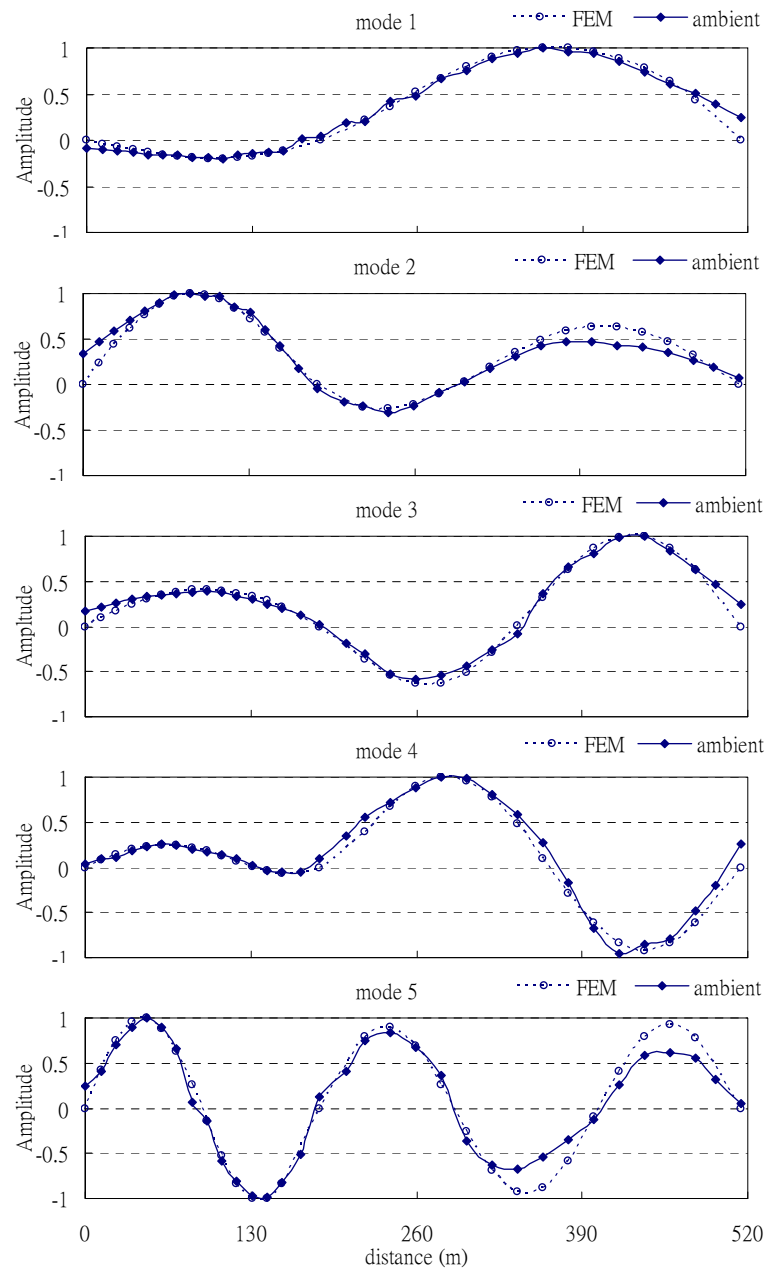 mode 1
FEM
ambient
Amplitude
1
0.5
0
-0.5
-1
mode 2
FEM
ambient
Amplitude
1
0.5
0
-0.5
-1
mode 3
FEM
ambient
Ampltude
1
0.5
0
-0.5
-1
mode 4
FEM
ambient
Amplitude
1
0.5
0
-0.5
-1
mode 5
FEM
ambient
Amplitude
1
0.5
0
-0.5
-1
0 130 260 390 520
distance (m)